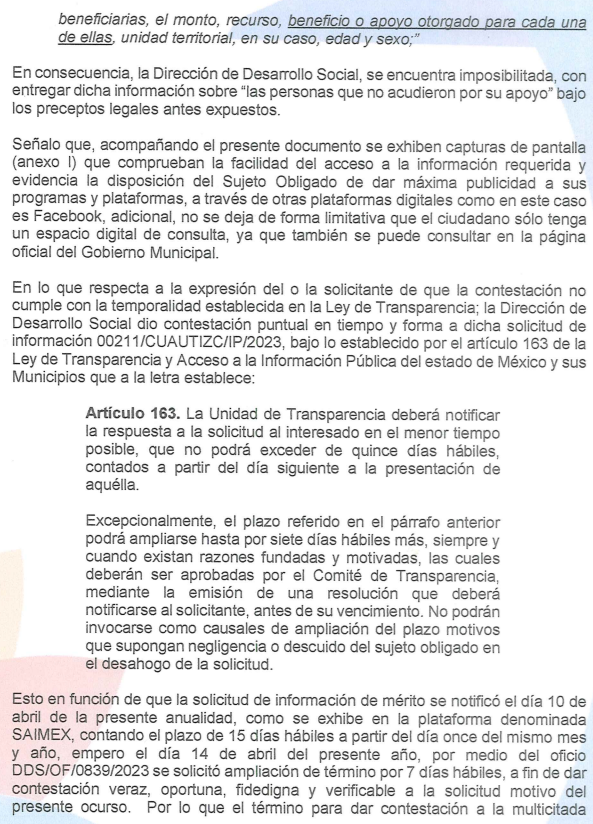 beneficiarias, el monto, recurso, beneficio o apoyo otorgado para cada una
de ellas, unidad territorial, en su caso, edad y sexo;"
En consecuencia, la Dirección de Desarrollo Social, se encuentra imposibilitada, con
entregar dicha información sobre "las personas que no acudieron por su apoyo" bajo
los preceptos legales antes expuestos.
Señalo que, acompañando el presente documento se exhiben capturas de pantalla
(anexo I) que comprueban la facilidad del acceso a la información requerida y
evidencia la disposición del Sujeto Obligado de dar máxima publicidad a sus
programas y plataformas, a través de otras plataformas digitales como en este caso
es Facebook, adicional, no se deja de forma limitativa que el ciudadano sólo tenga
un espacio digital de consulta, ya que también se puede consultar en la página
oficial del Gobierno Municipal.
En lo que respecta a la expresión del o la solicitante de que la contestación no
cumple con la temporalidad establecida en la Ley de Transparencia; la Dirección de
Desarrollo Social dio contestación puntual en tiempo y forma a dicha solicitud de
información 00211/CUAUTIZC/IP/2023, bajo lo establecido por el artículo 163 de la
Ley de Transparencia y Acceso a la Información Pública del estado de México y sus
Municipios que a la letra establece:
Artículo 163. La Unidad de Transparencia deberá notificar
la respuesta a la solicitud al interesado en el menor tiempo
posible, que no podrá exceder de quince días hábiles,
contados a partir del día siguiente a la presentación de
aquélla.
Excepcionalmente, el plazo referido en el párrafo anterior
podrá ampliarse hasta por siete días hábiles más, siempre y
cuando existan razones fundadas y motivadas, las cuales
deberán ser aprobadas por el Comité de Transparencia,
mediante la emisión de una resolución que deberá
notificarse al solicitante, antes de su vencimiento. No podrán
invocarse como causales de ampliación del plazo motivos
que supongan negligencia o descuido del sujeto obligado en
el desahogo de la solicitud.
Esto en función de que la solicitud de información de mérito se notificó el día 10 de
abril de la presente anualidad, como se exhibe en la plataforma denominada
SAIMEX, contando el plazo de 15 días hábiles a partir del día once del mismo mes
y año, empero el día 14 de abril del presente año, por medio del oficio
DDS/OF/0839/2023 se solicitó ampliación de término por 7 días hábiles, a fin de dar
contestación veraz, oportuna, fidedigna y verificable a la solicitud motivo del
presente ocurso. Por lo que el término para dar contestación a la multicitada